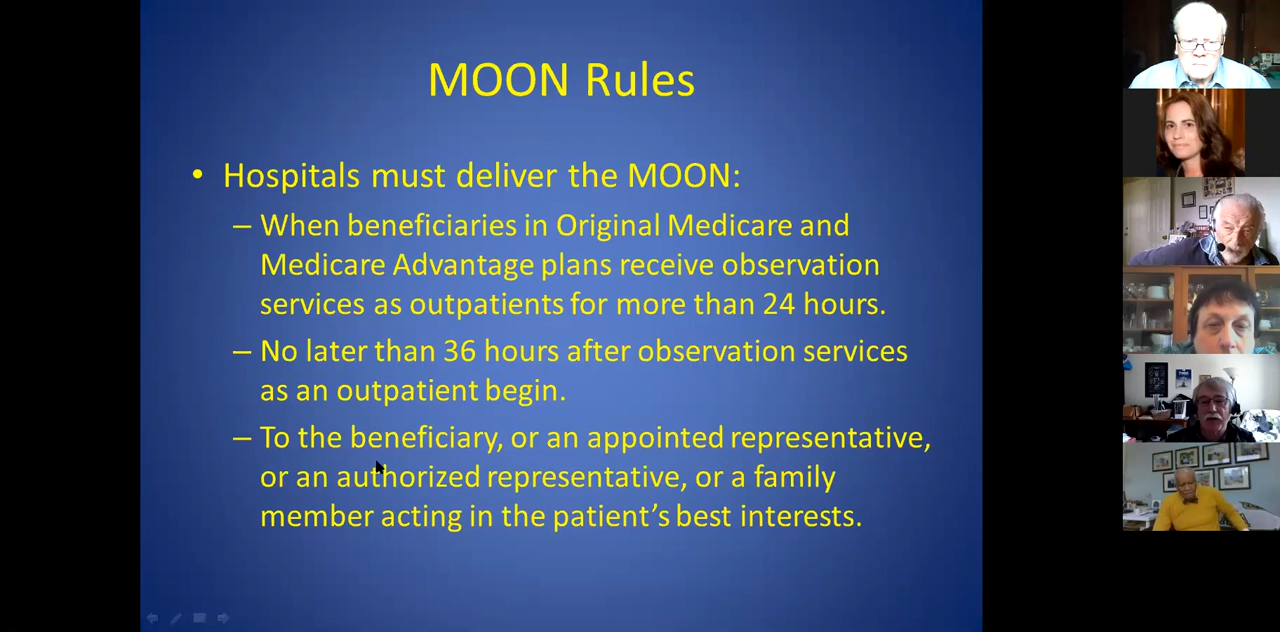 MOON Rules
• Hospitals must deliver the MOON:
– When beneficiaries in Original Medicare and
Medicare Advantage plans receive observation
services as outpatients for more than 24 hours.
– No later than 36 hours after observation services
as an outpatient begin.
– To the beneficiary, or an appointed representative,
or an authorized representative, or a family
member acting in the patient’s best interests.